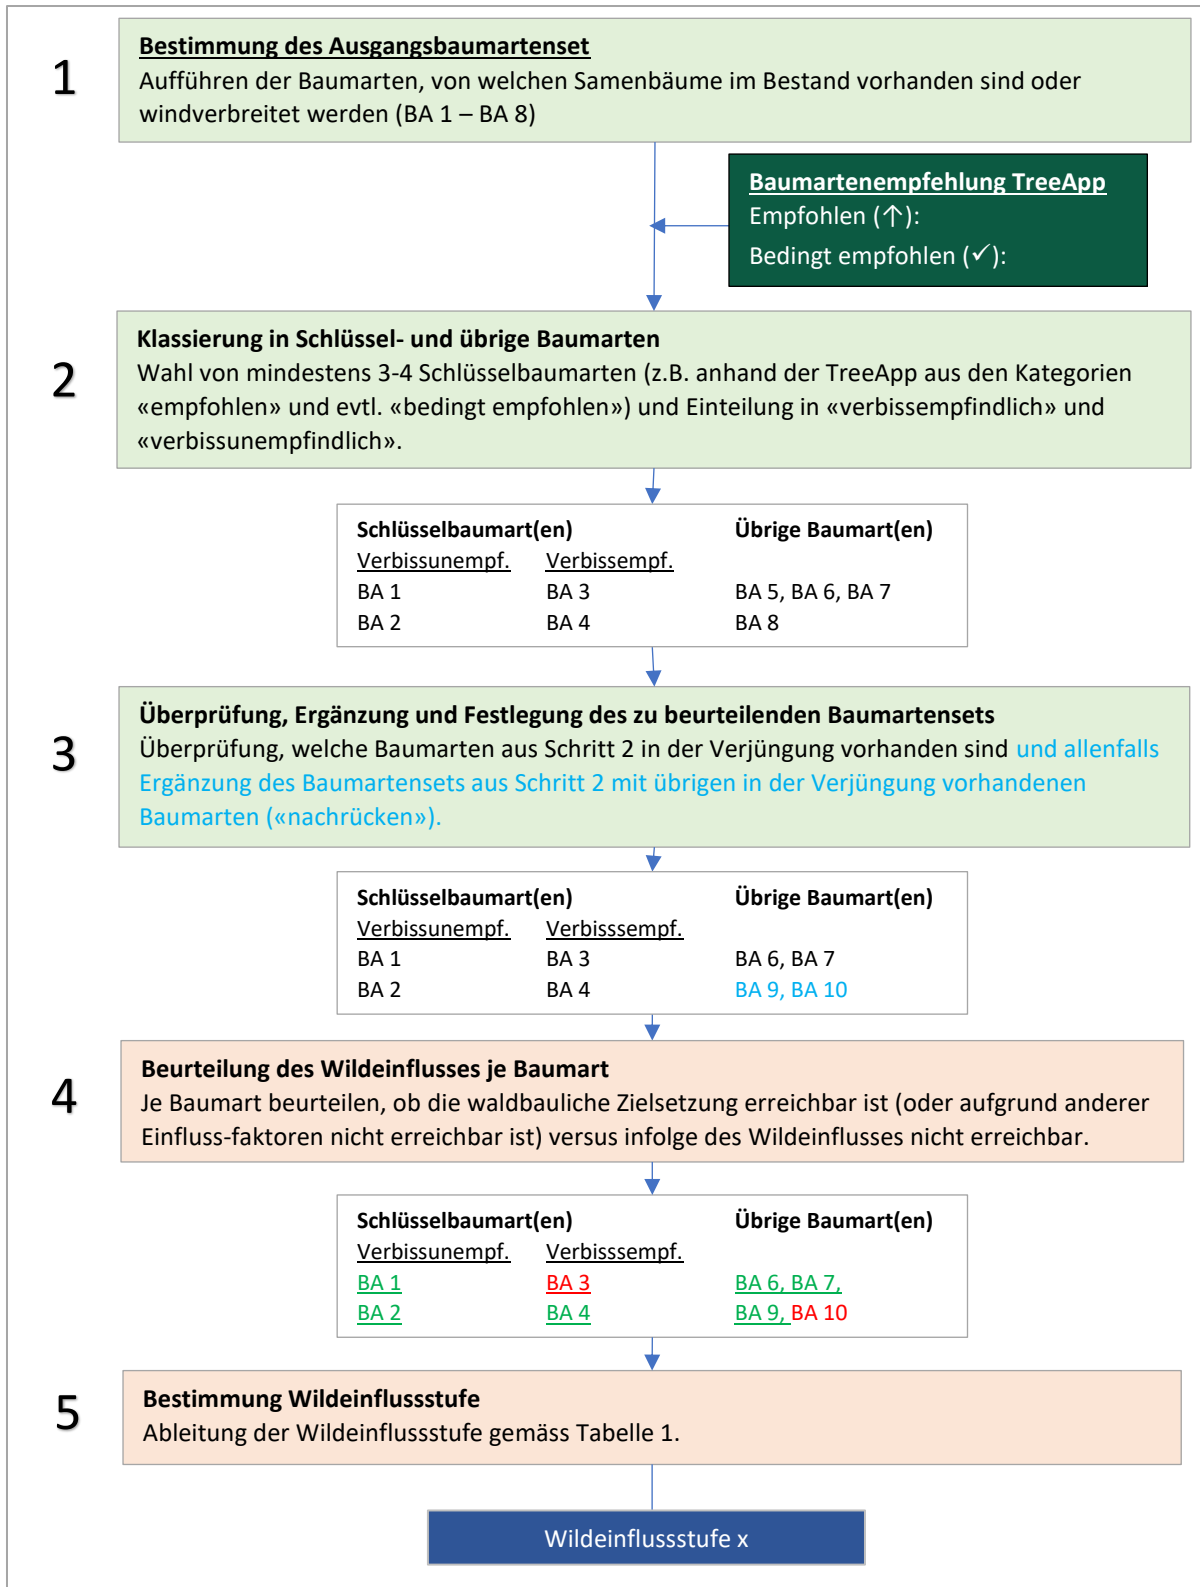 1
Bestimmung des Ausgangsbaumartenset
Aufführen der Baumarten, von welchen Samenbäume im Bestand vorhanden sind oder
windverbreitet werden (BA 1 – BA 8)
Baumartenempfehlung TreeApp
Empfohlen (↑):
Bedingt empfohlen (✓):
2
Klassierung in Schlüssel- und übrige Baumarten
Wahl von mindestens 3-4 Schlüsselbaumarten (z.B. anhand der TreeApp aus den Kategorien
«empfohlen» und evtl. «bedingt empfohlen») und Einteilung in «verbissempfindlich» und
«verbissunempfindlich».
Schlüsselbaumart(en) Übrige Baumart(en)
Verbissunempf. Verbissempf.
BA 1 BA 3 BA 5, BA 6, BA 7
BA 2 BA 4 BA 8
3
Überprüfung, Ergänzung und Festlegung des zu beurteilenden Baumartensets
Überprüfung, welche Baumarten aus Schritt 2 in der Verjüngung vorhanden sind und allenfalls
Ergänzung des Baumartensets aus Schritt 2 mit übrigen in der Verjüngung vorhandenen
Baumarten («nachrücken»).
Schlüsselbaumart(en) Übrige Baumart(en)
Verbissunempf. Verbisssempf.
BA 1 BA 3 BA 6, BA 7
BA 2 BA 4 BA 9, BA 10
4
Beurteilung des Wildeinflusses je Baumart
Je Baumart beurteilen, ob die waldbauliche Zielsetzung erreichbar ist (oder aufgrund anderer
Einfluss-faktoren nicht erreichbar ist) versus infolge des Wildeinflusses nicht erreichbar.
Schlüsselbaumart(en) Übrige Baumart(en)
Verbissunempf. Verbisssempf.
BA 1 BA 3 BA 6, BA 7,
BA 2 BA 4 BA 9, BA 10
5
Bestimmung Wildeinflussstufe
Ableitung der Wildeinflussstufe gemäss Tabelle 1.
Wildeinflussstufe x